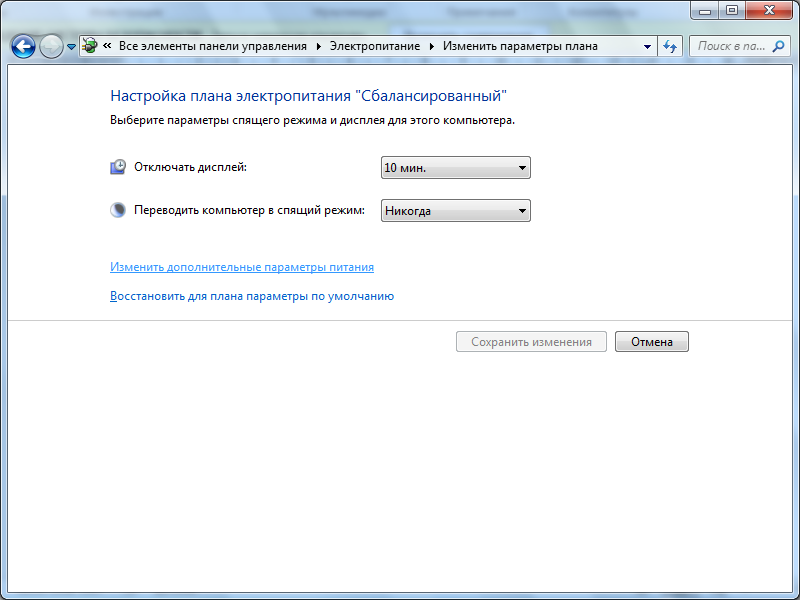 « Все элементы панели управления Электропитание Изменить параметры плана Поиск в па...
Настройка плана электропитания "Сбалансированный"
Выберите параметры спящего режима и дисплея для этого компьютера.
Отключать дисплей: 10 мин.
Переводить компьютер в спящий режим: Никогда
Изменить дополнительные параметры питания
Восстановить для плана параметры по умолчанию
Сохранить изменения Отмена